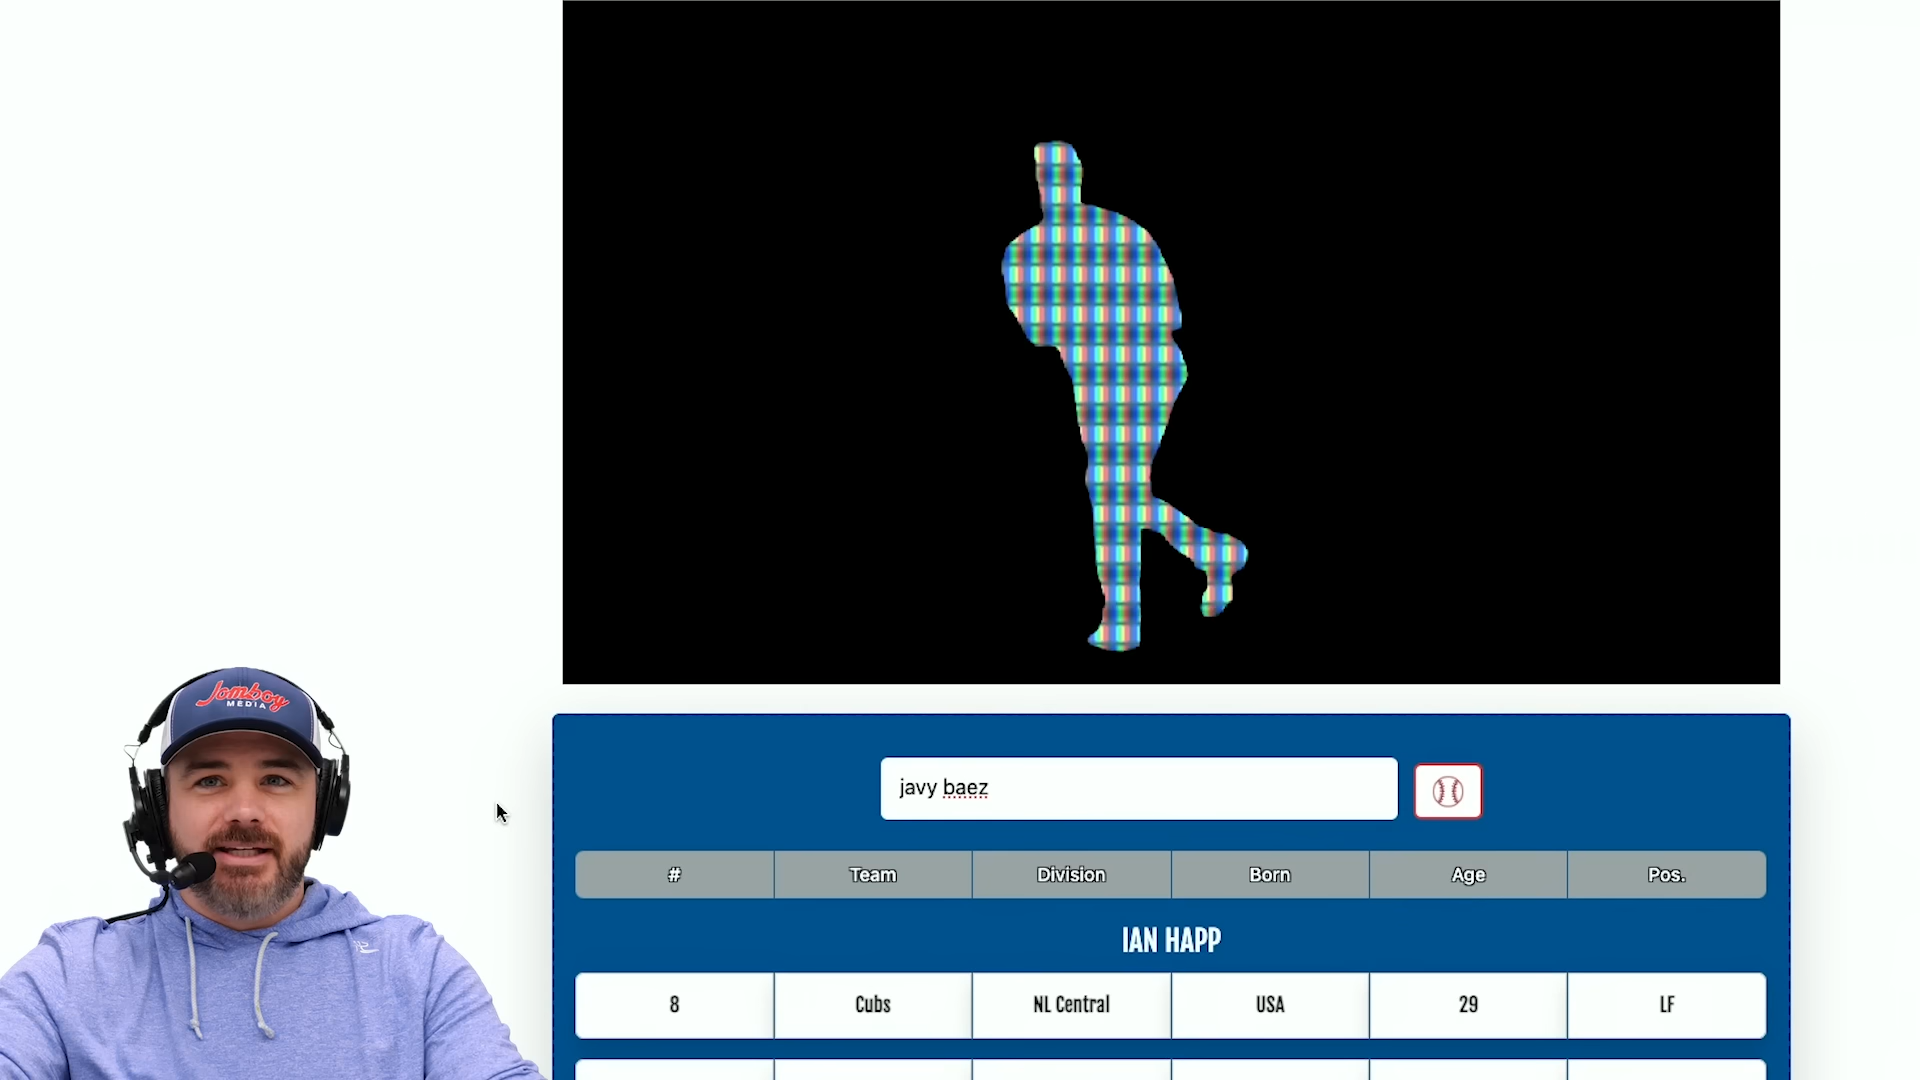 Jomboy
MEDIA
javy baez
# Team Division Born Age Pos.
IAN HAPP
8 Cubs NL Central USA 29 LF